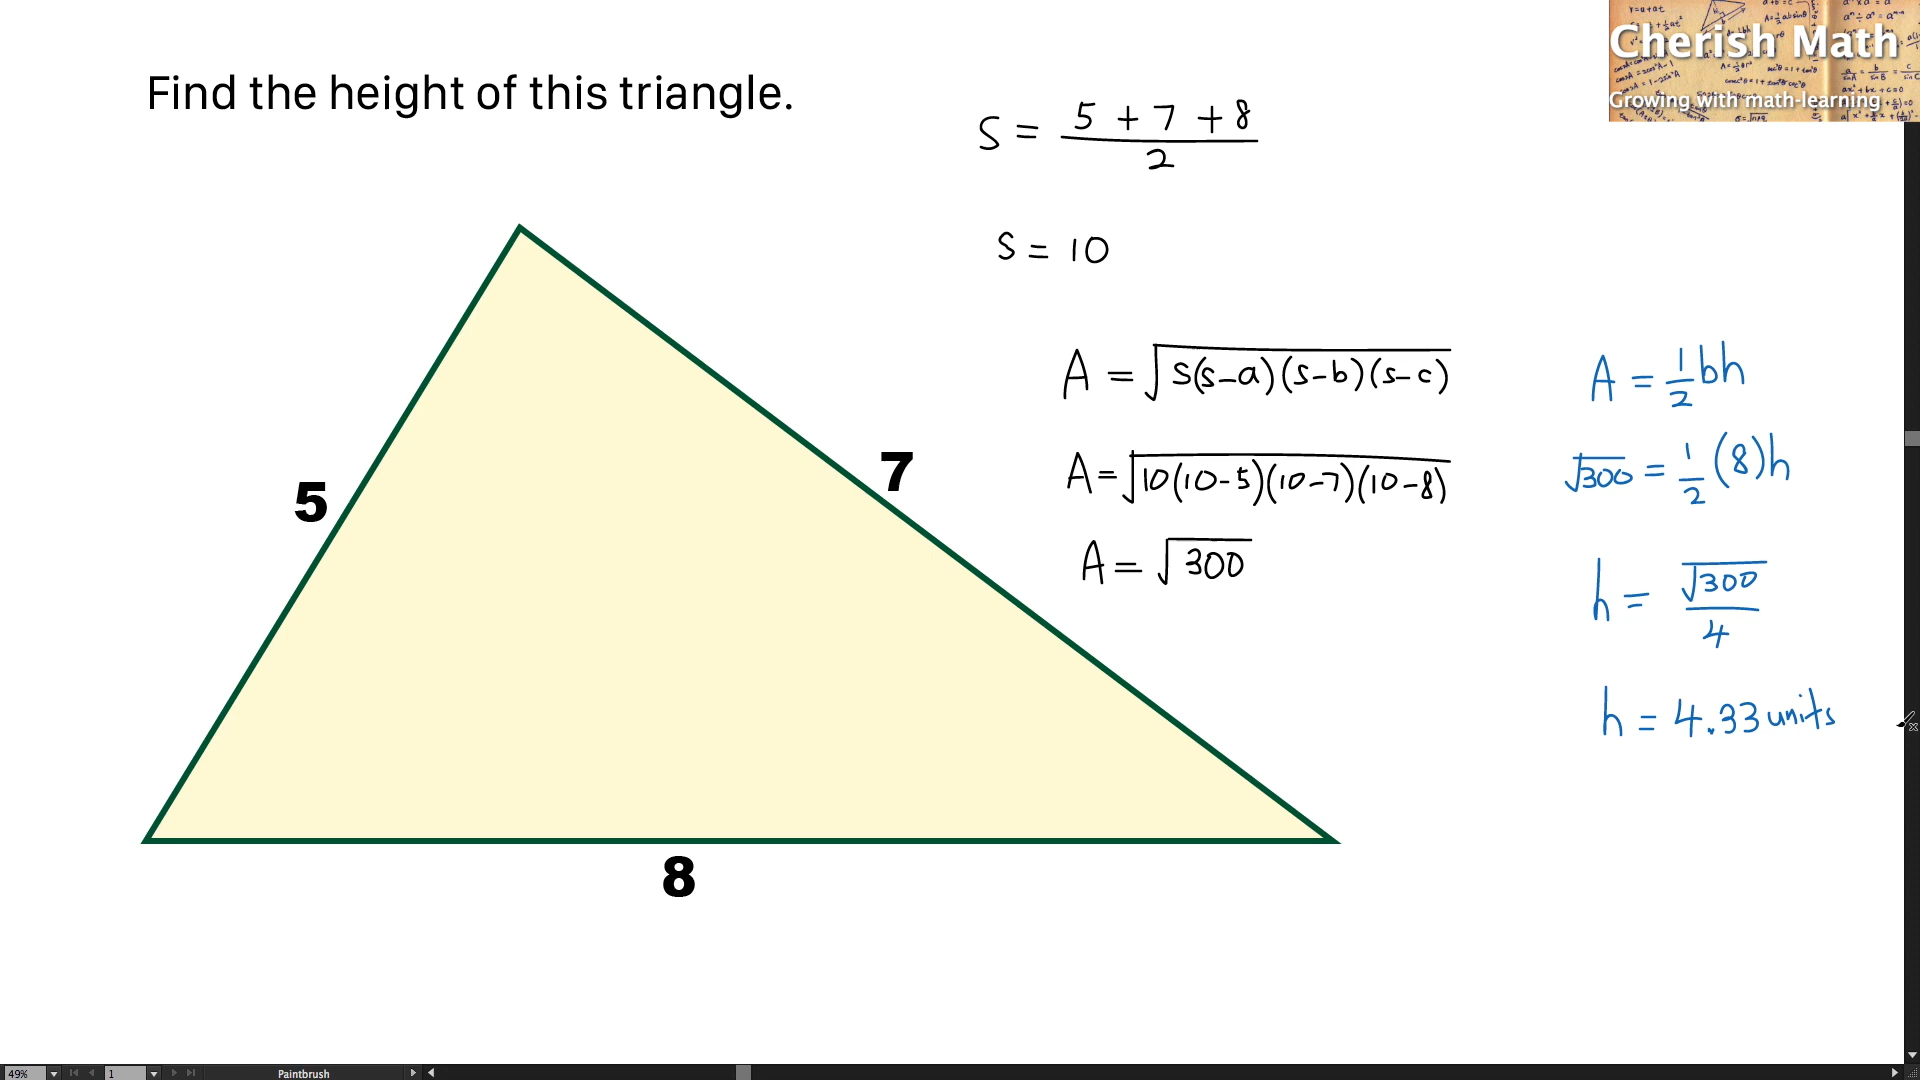 Find the height of this triangle.
S = 5 + 7 + 8 / 2
S = 10
A = √S(S-a)(S-b)(S-c)
A = √10(10-5)(10-7)(10-8)
A = √300
A = 1/2 bh
√300 = 1/2 (8)h
h = √300 / 4
h = 4.33 units
5
7
8
Cherish Math
Growing with math-learning
49%
1
Paintbrush